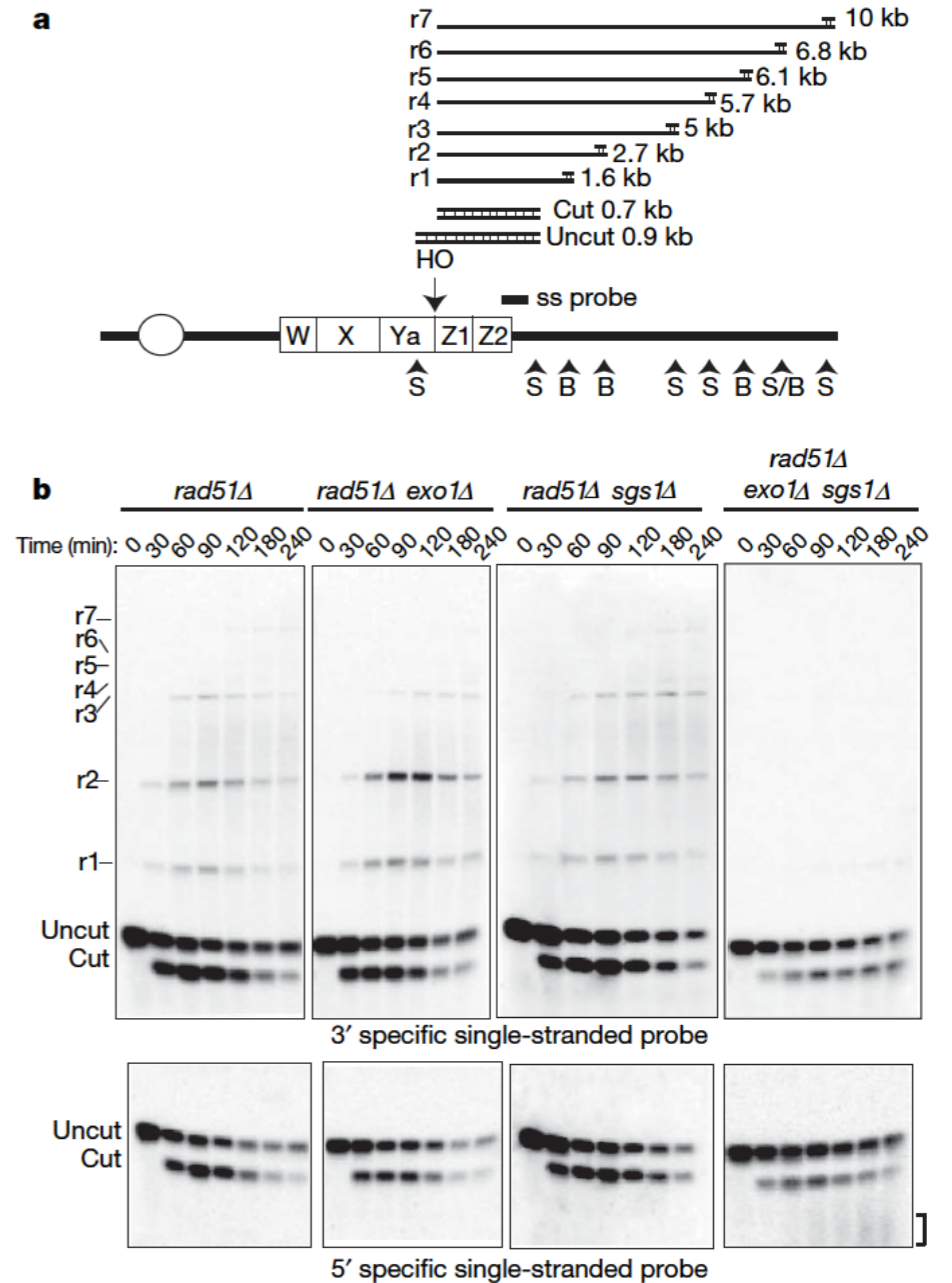 a
r7 10 kb
r6 6.8 kb
r5 6.1 kb
r4 5.7 kb
r3 5 kb
r2 2.7 kb
r1 1.6 kb
Cut 0.7 kb
Uncut 0.9 kb
HO
ss probe
W X Ya Z1 Z2
S S B B S S B S/B S
b
rad51Δ rad51Δ exo1Δ rad51Δ sgs1Δ rad51Δ
exo1Δ sgs1Δ
Time (min): 0 30 60 90 120 180 240 0 30 60 90 120 180 240 0 30 60 90 120 180 240 0 30 60 90 120 180 240
r7
r6
r5
r4
r3
r2
r1
Uncut
Cut
3′ specific single-stranded probe
Uncut
Cut
5′ specific single-stranded probe